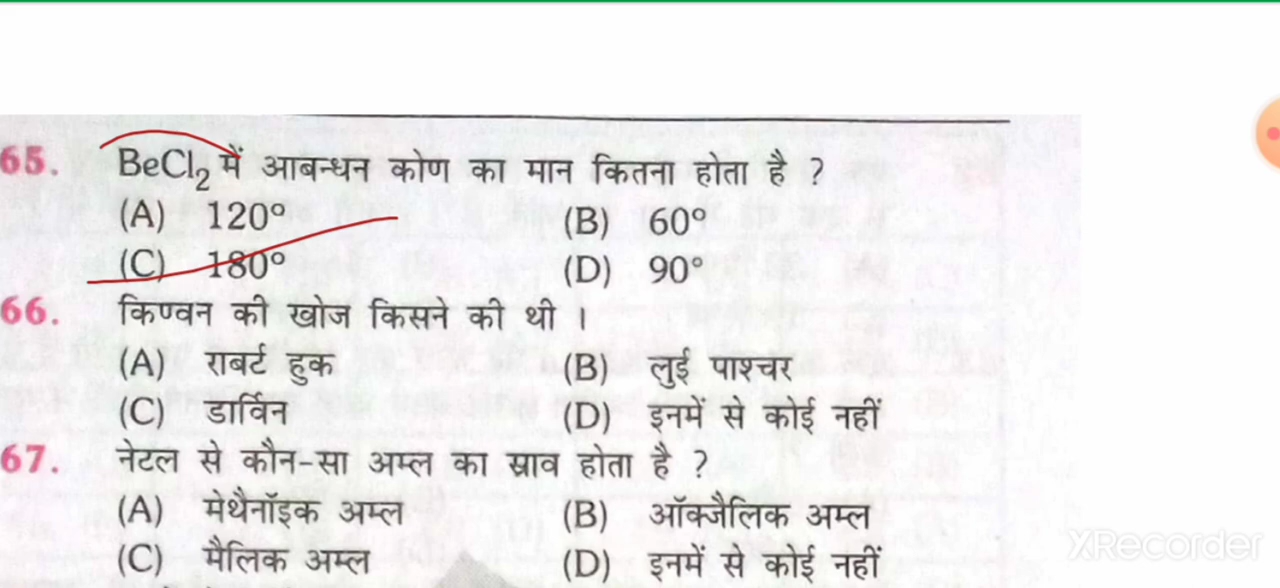 65. BeCl₂ में आबन्धन कोण का मान कितना होता है ?
(A) 120° (B) 60°
(C) 180° (D) 90°
66. किण्वन की खोज किसने की थी ।
(A) राबर्ट हुक (B) लुई पाश्चर
(C) डार्विन (D) इनमें से कोई नहीं
67. नेटल से कौन-सा अम्ल का स्राव होता है ?
(A) मेथैनॉइक अम्ल (B) ऑक्जैलिक अम्ल
(C) मैलिक अम्ल (D) इनमें से कोई नहीं
XRecorder